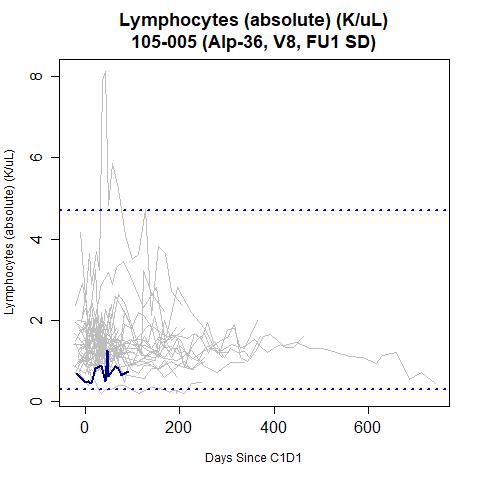 Lymphocytes (absolute) (K/uL)
105-005 (Alp-36, V8, FU1 SD)
Lymphocytes (absolute) (K/uL)
8
6
4
2
0
0 200 400 600
Days Since C1D1